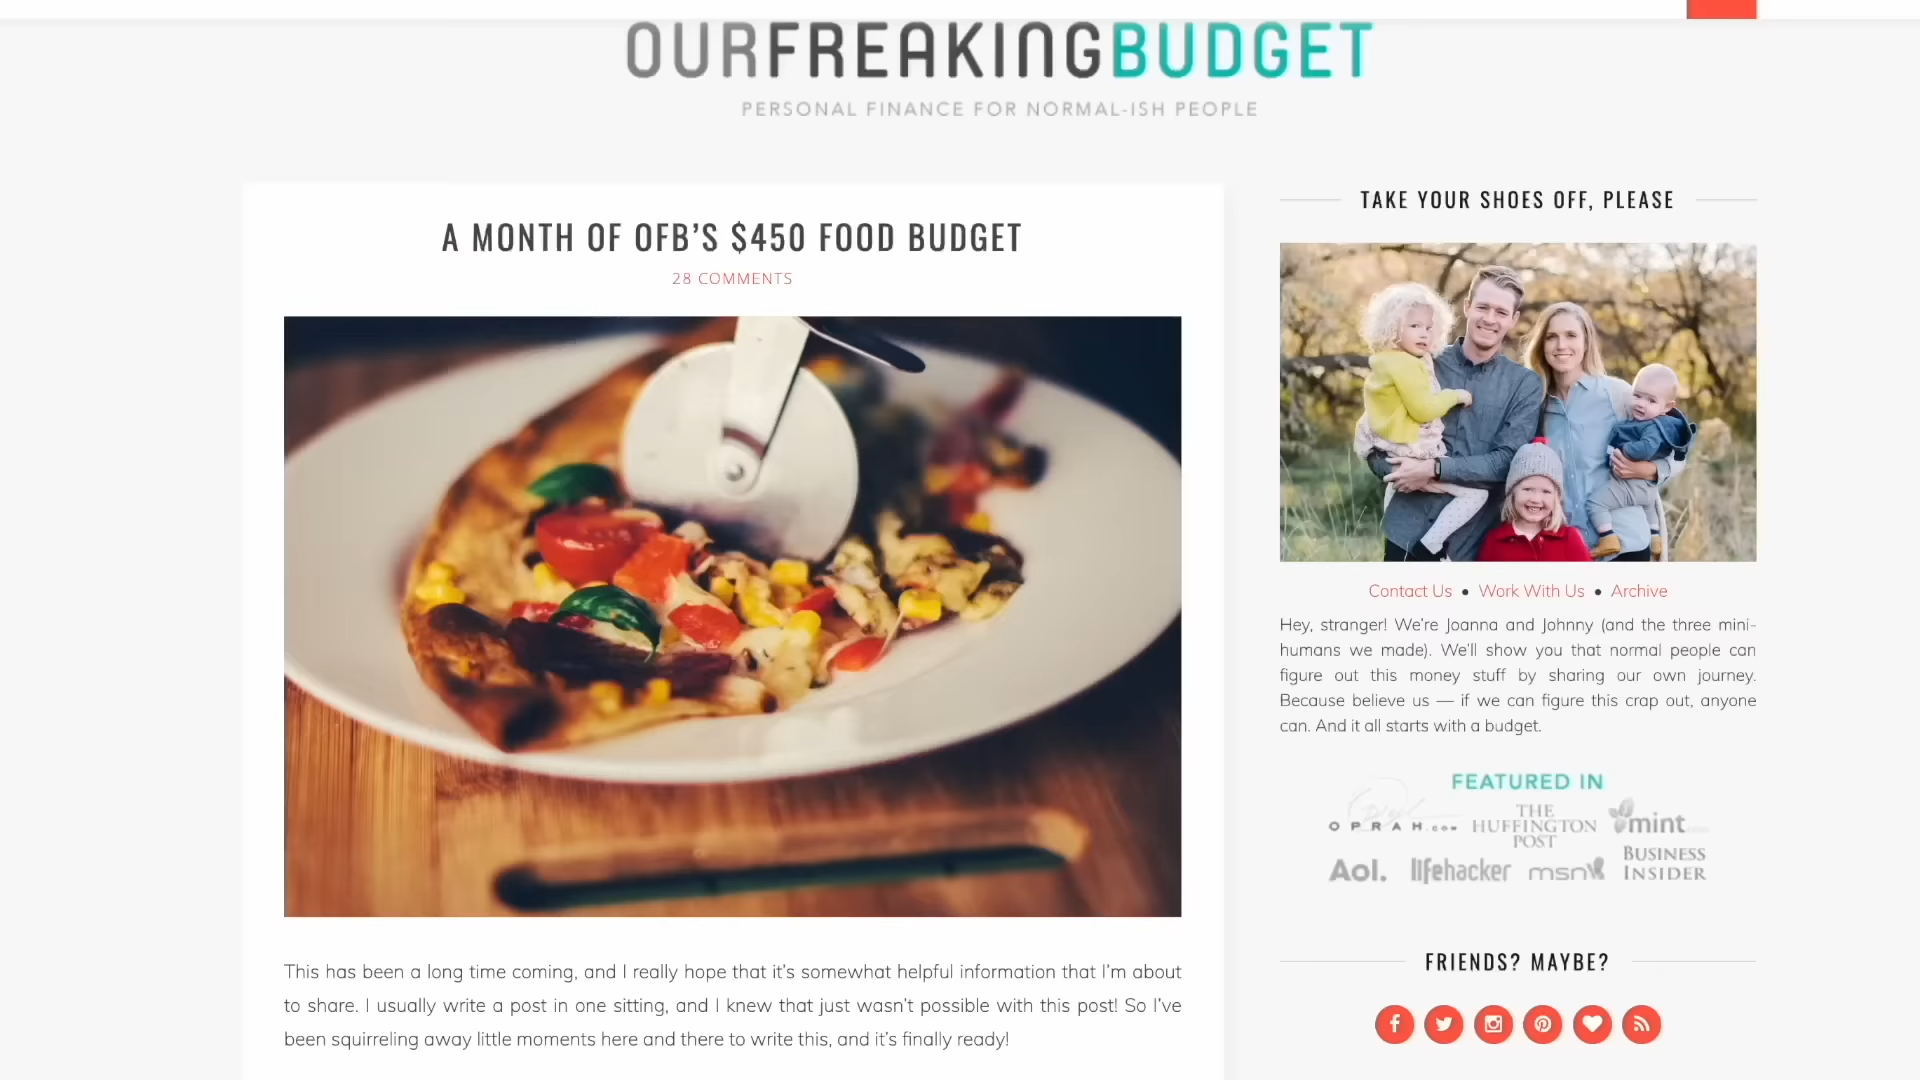 OURFREAKINGBUDGET
PERSONAL FINANCE FOR NORMAL-ISH PEOPLE
A MONTH OF OFB’S $450 FOOD BUDGET
28 COMMENTS
This has been a long time coming, and I really hope that it’s somewhat helpful information that I’m about
to share. I usually write a post in one sitting, and I knew that just wasn’t possible with this post! So I’ve
been squirreling away little moments here and there to write this, and it’s finally ready!
TAKE YOUR SHOES OFF, PLEASE
Contact Us • Work With Us • Archive
Hey, stranger! We’re Joanna and Johnny (and the three mini-
humans we made). We’ll show you that normal people can
figure out this money stuff by sharing our own journey.
Because believe us — if we can figure this crap out, anyone
can. And it all starts with a budget.
FEATURED IN
OPRAH.COM
THE
HUFFINGTON
POST
mint.com
Aol.
lifehacker
msn
BUSINESS
INSIDER
FRIENDS? MAYBE?